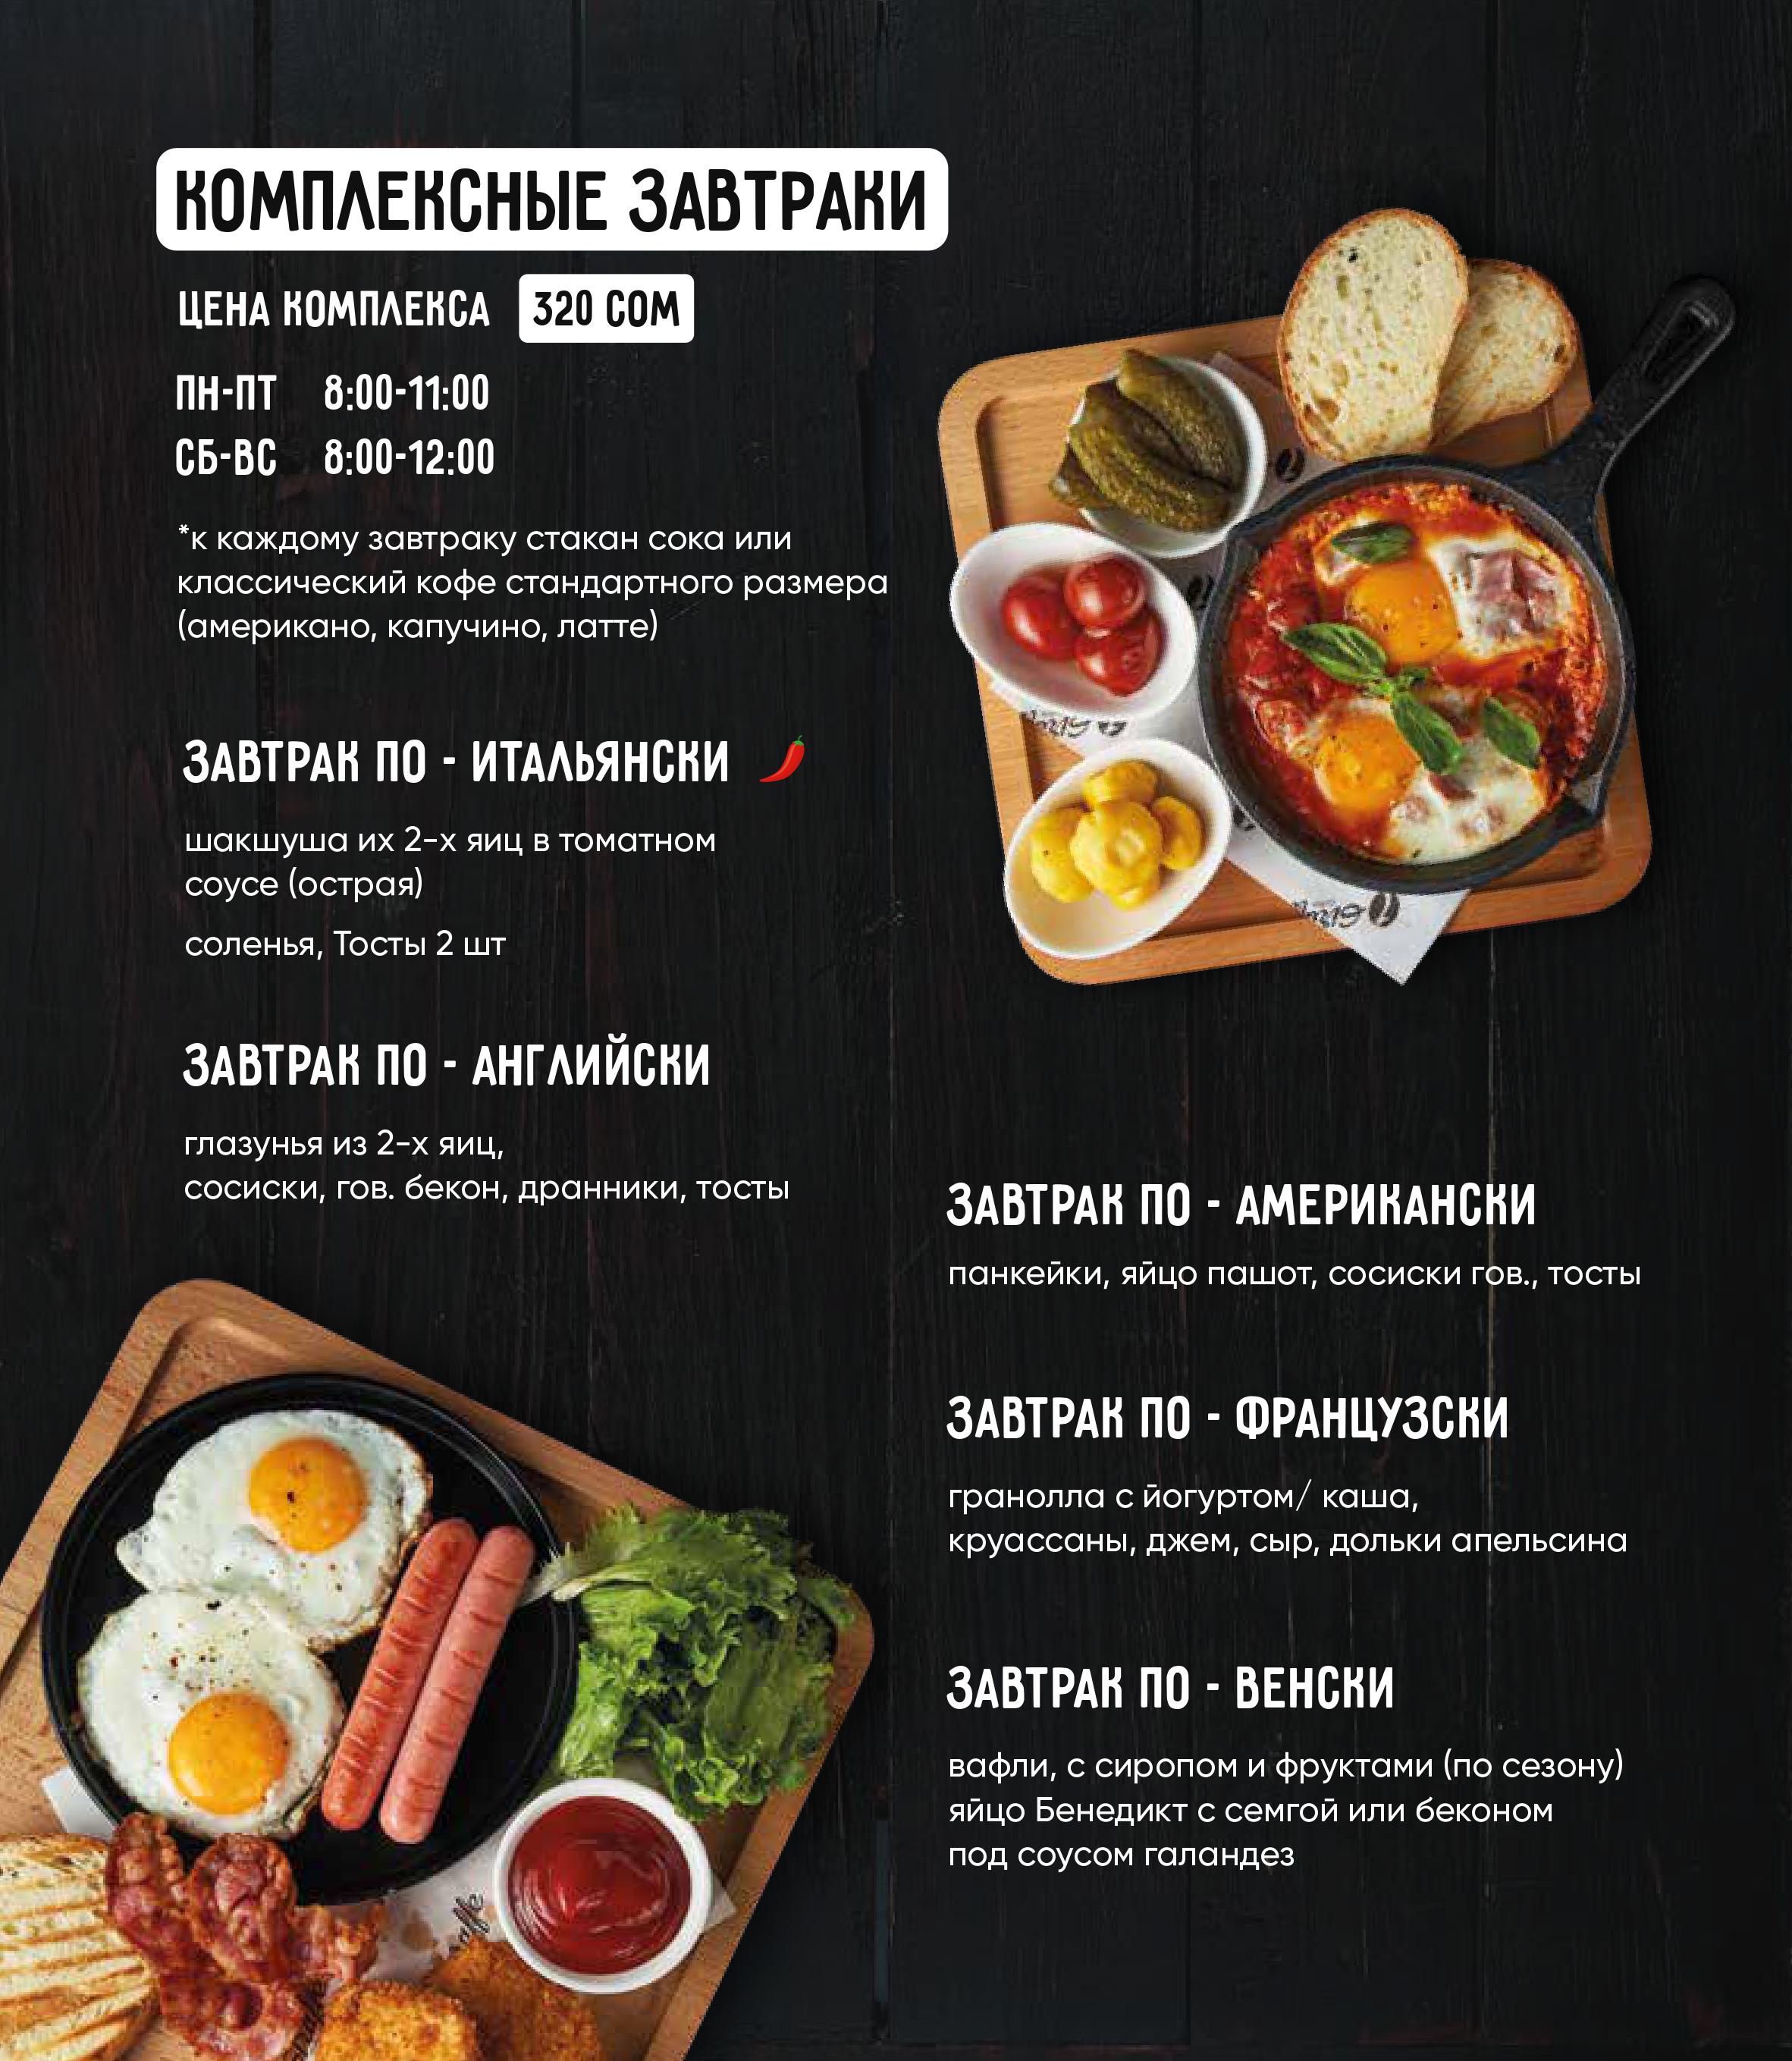 КОМПЛЕКСНЫЕ ЗАВТРАКИ
ЦЕНА КОМПЛЕКСА 320 СОМ
ПН-ПТ 8:00-11:00
СБ-ВС 8:00-12:00
*к каждому завтраку стакан сока или
классический кофе стандартного размера
(американо, капучино, латте)
ЗАВТРАК ПО - ИТАЛЬЯНСКИ
шакшуша их 2-х яиц в томатном
соусе (острая)
соленья, Тосты 2 шт
ЗАВТРАК ПО - АНГЛИЙСКИ
глазунья из 2-х яиц,
сосиски, гов. бекон, дранники, тосты
ЗАВТРАК ПО - АМЕРИКАНСКИ
панкейки, яйцо пашот, сосиски гов., тосты
ЗАВТРАК ПО - ФРАНЦУЗСКИ
гранолла с йогуртом/ каша,
круассаны, джем, сыр, дольки апельсина
ЗАВТРАК ПО - ВЕНСКИ
вафли, с сиропом и фруктами (по сезону)
яйцо Бенедикт с семгой или беконом
под соусом галандез